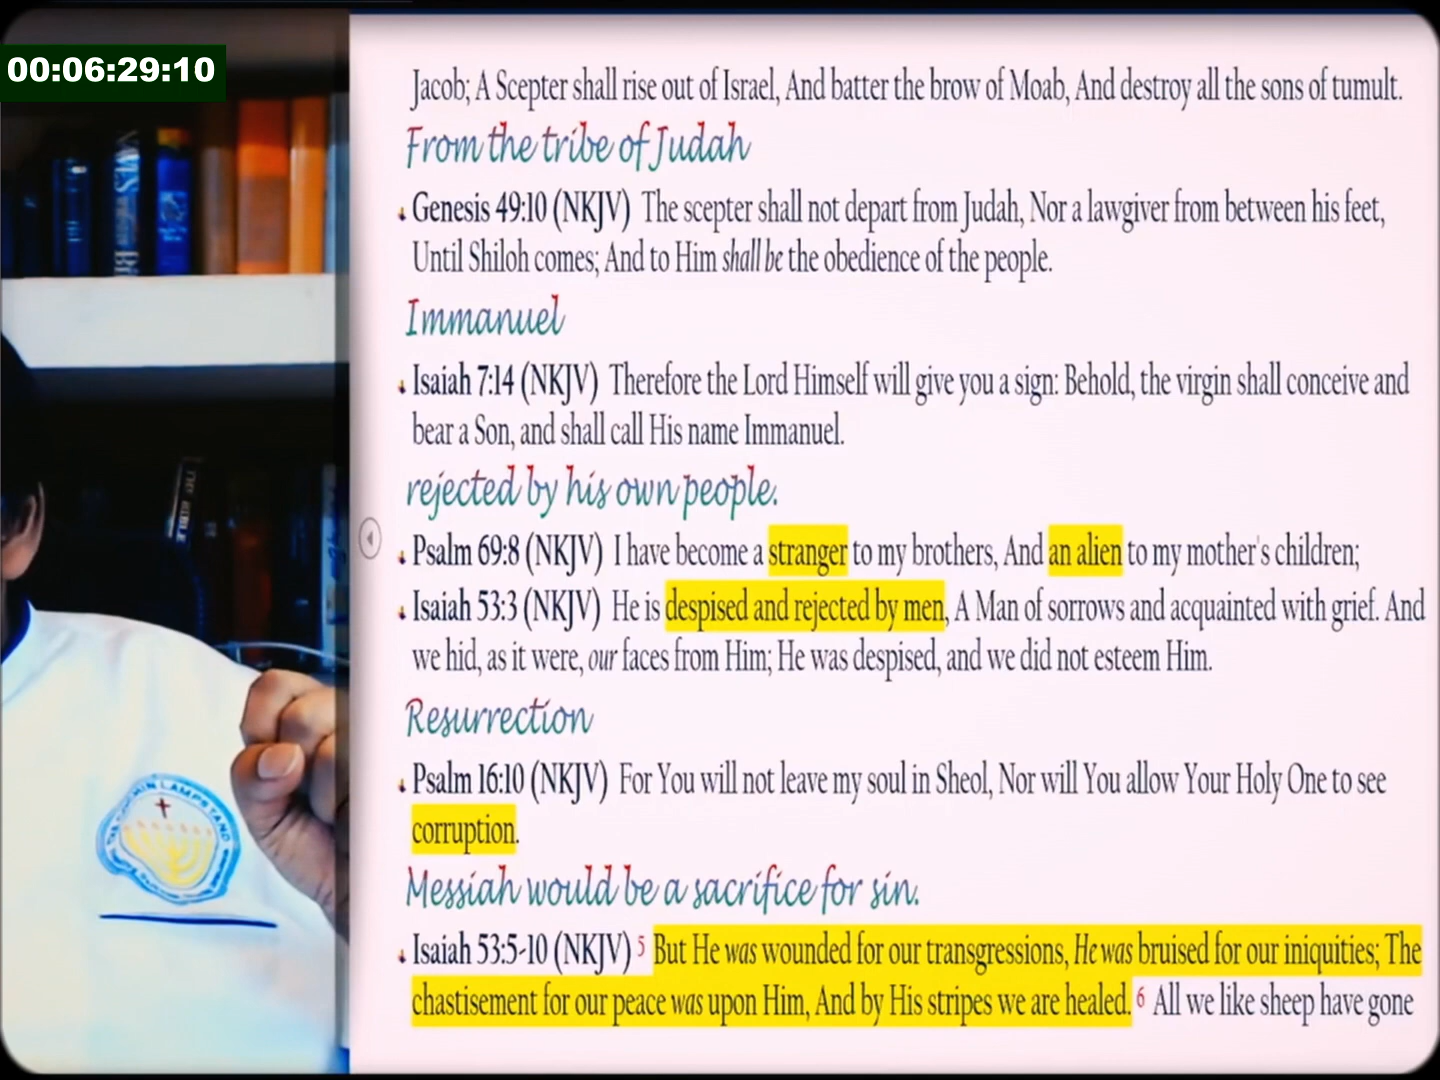 00:06:29:10
Jacob; A Scepter shall rise out of Israel, And batter the brow of Moab, And destroy all the sons of tumult.
From the tribe of Judah
Genesis 49:10 (NKJV) The scepter shall not depart from Judah, Nor a lawgiver from between his feet,
Until Shiloh comes; And to Him shall be the obedience of the people.
Immanuel
Isaiah 7:14 (NKJV) Therefore the Lord Himself will give you a sign: Behold, the virgin shall conceive and
bear a Son, and shall call His name Immanuel.
rejected by his own people.
Psalm 69:8 (NKJV) I have become a stranger to my brothers, And an alien to my mother's children;
Isaiah 53:3 (NKJV) He is despised and rejected by men, A Man of sorrows and acquainted with grief. And
we hid, as it were, our faces from Him; He was despised, and we did not esteem Him.
Resurrection
Psalm 16:10 (NKJV) For You will not leave my soul in Sheol, Nor will You allow Your Holy One to see
corruption.
Messiah would be a sacrifice for sin.
Isaiah 53:5-10 (NKJV) 5 But He was wounded for our transgressions, He was bruised for our iniquities; The
chastisement for our peace was upon Him, And by His stripes we are healed. 6 All we like sheep have gone
LAMPSTAND